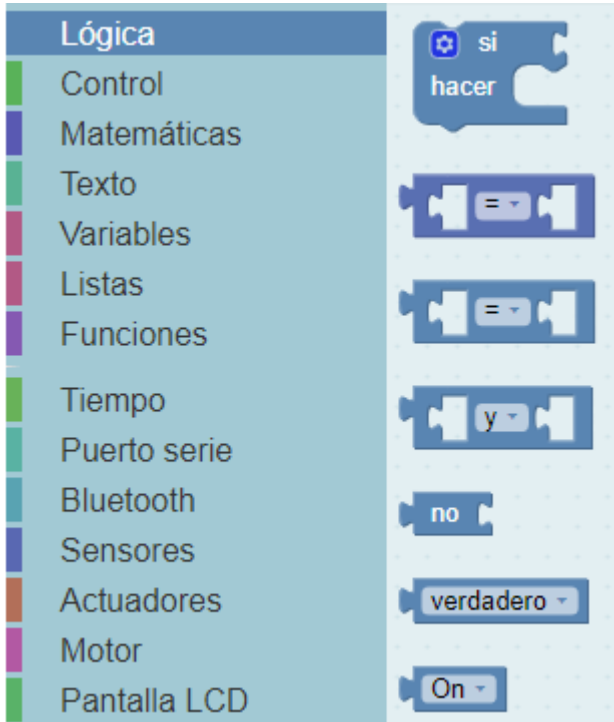 Lógica
Control
Matemáticas
Texto
Variables
Listas
Funciones
Tiempo
Puerto serie
Bluetooth
Sensores
Actuadores
Motor
Pantalla LCD
si
hacer
=
=
y
no
verdadero
On